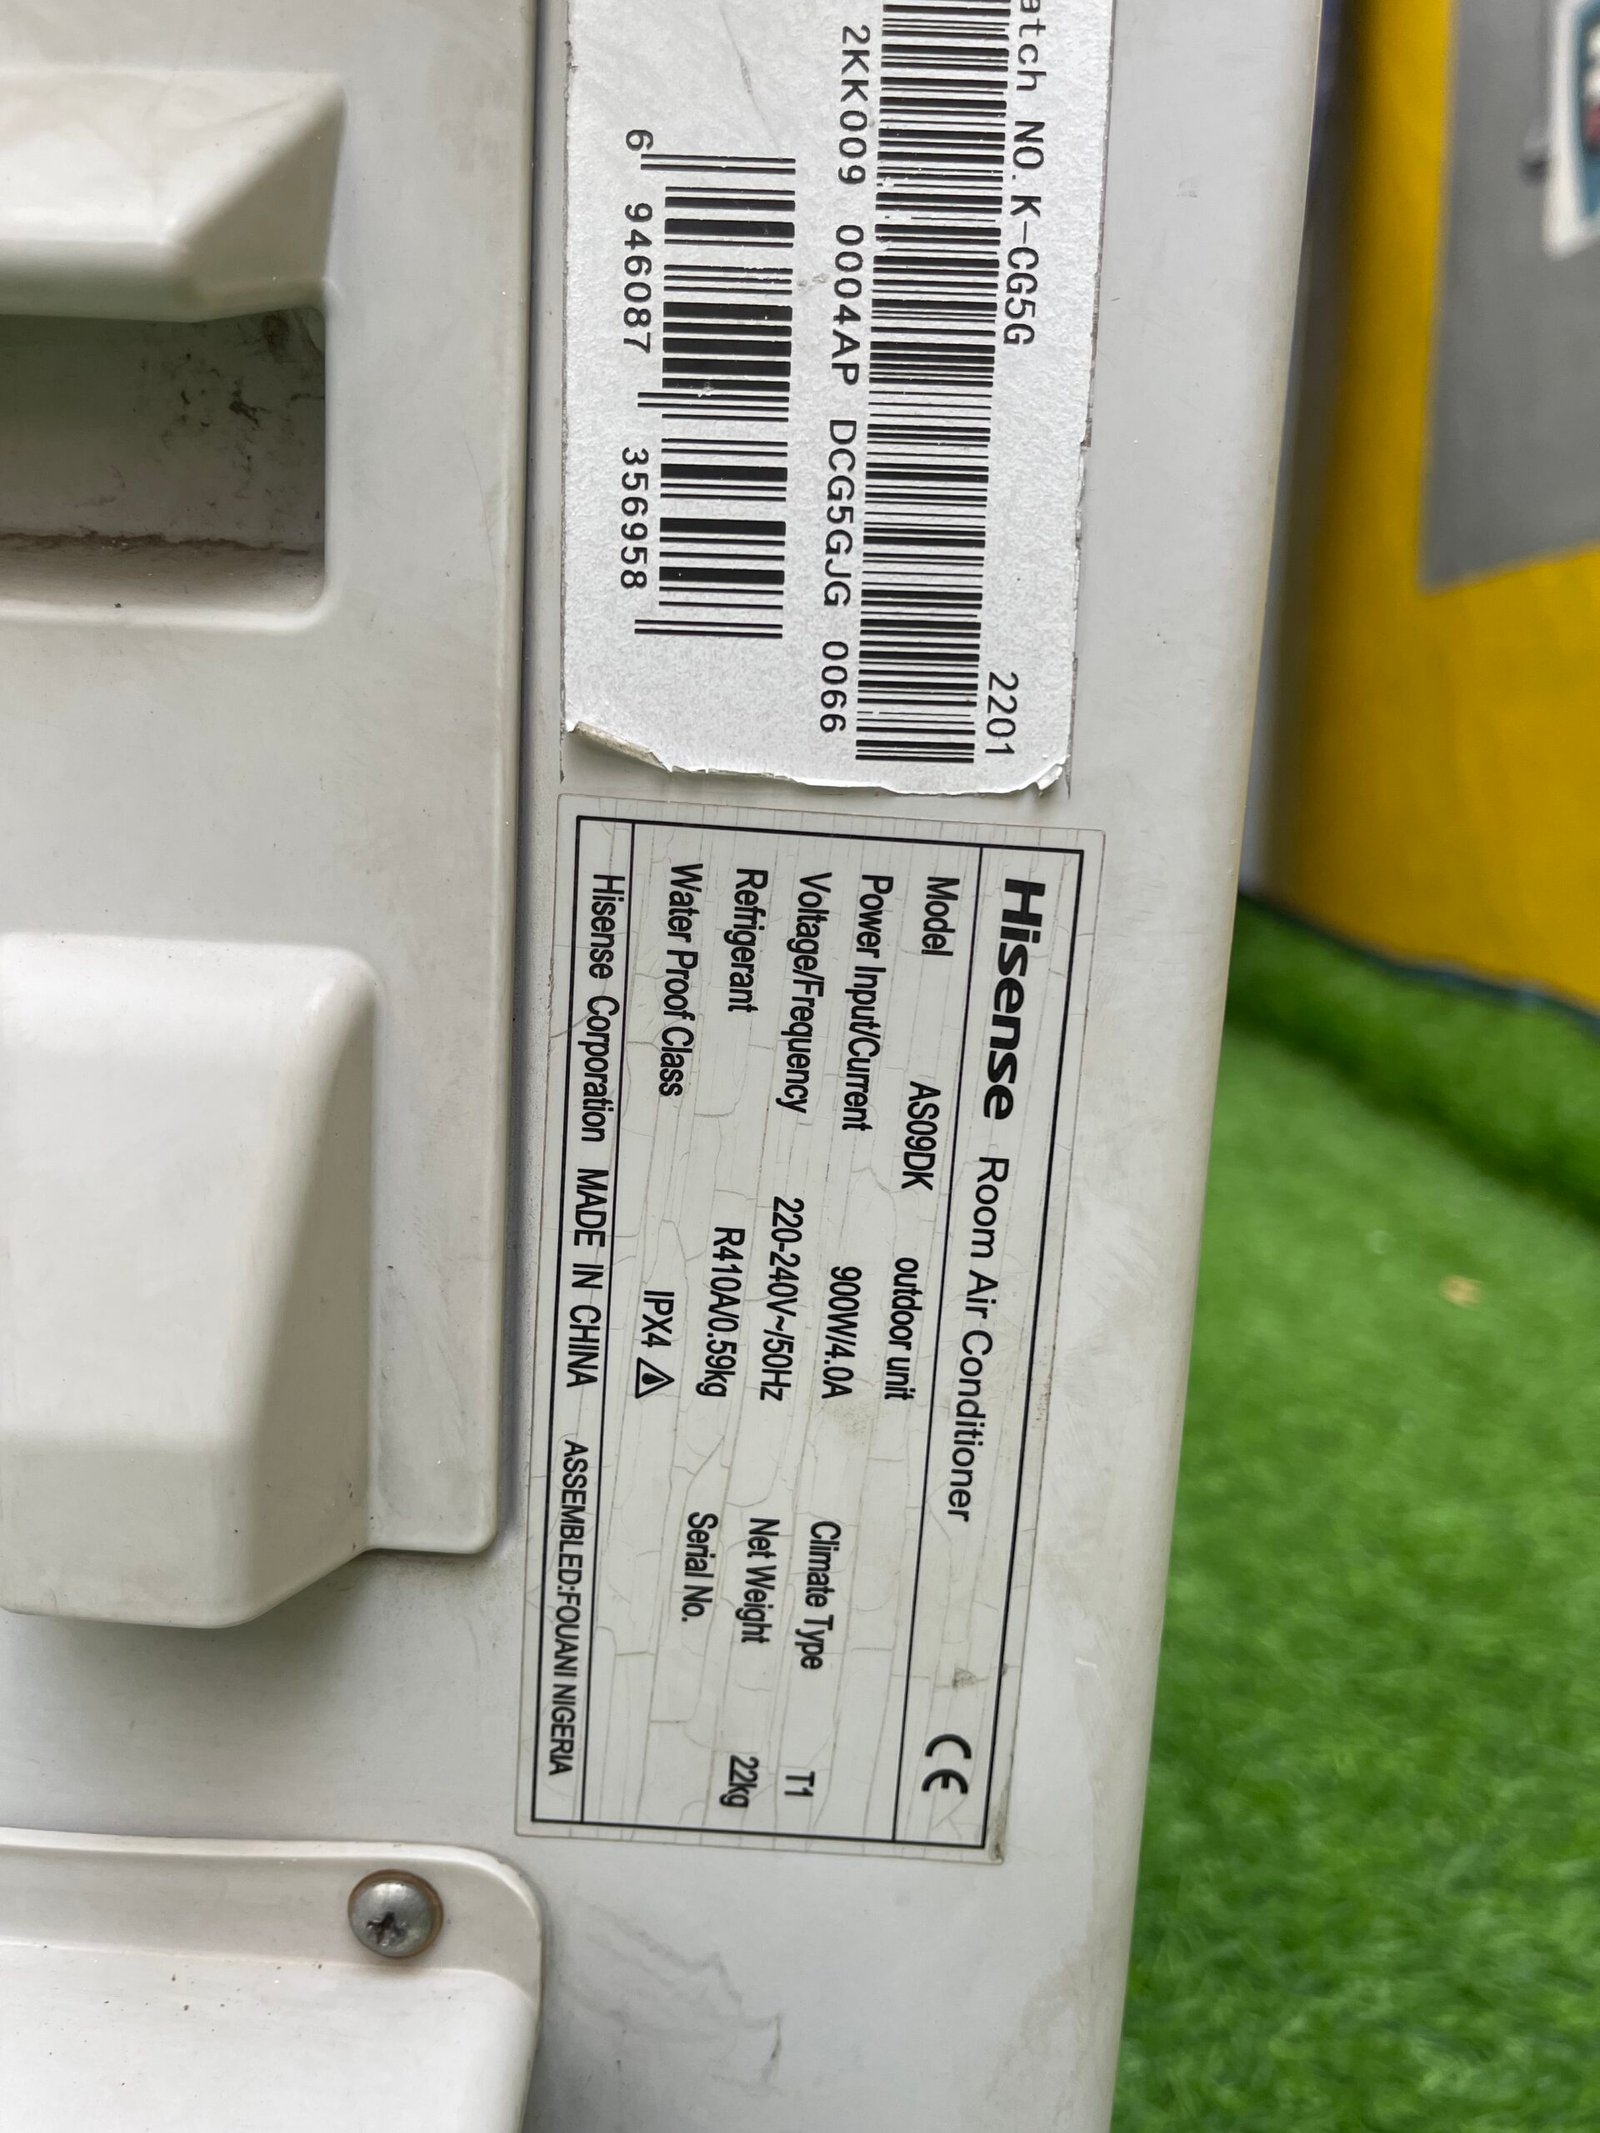 NO. K-CG5G 2201
2KK009 0004AP DCG5GJG 0066
6 946087 356958
Hisense Room Air Conditioner CE
Model AS09DK outdoor unit
Power Input/Current 900W/4.0A
Voltage/Frequency 220-240V~/50Hz Climate Type T1
Refrigerant R410A/0.59kg Net Weight 22kg
Water Proof Class IPX4 Serial No.
Hisense Corporation MADE IN CHINA ASSEMBLED:FOUANI NIGERIA